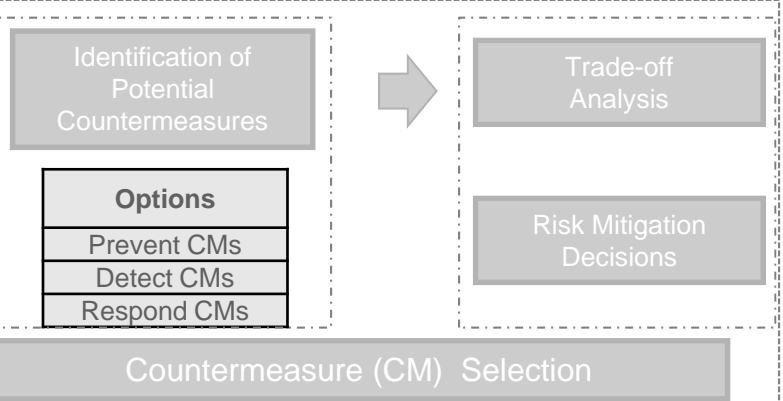 Identification of
Potential
Countermeasures
Options
Prevent CMs
Detect CMs
Respond CMs
Trade-off
Analysis
Risk Mitigation
Decisions
Countermeasure (CM) Selection